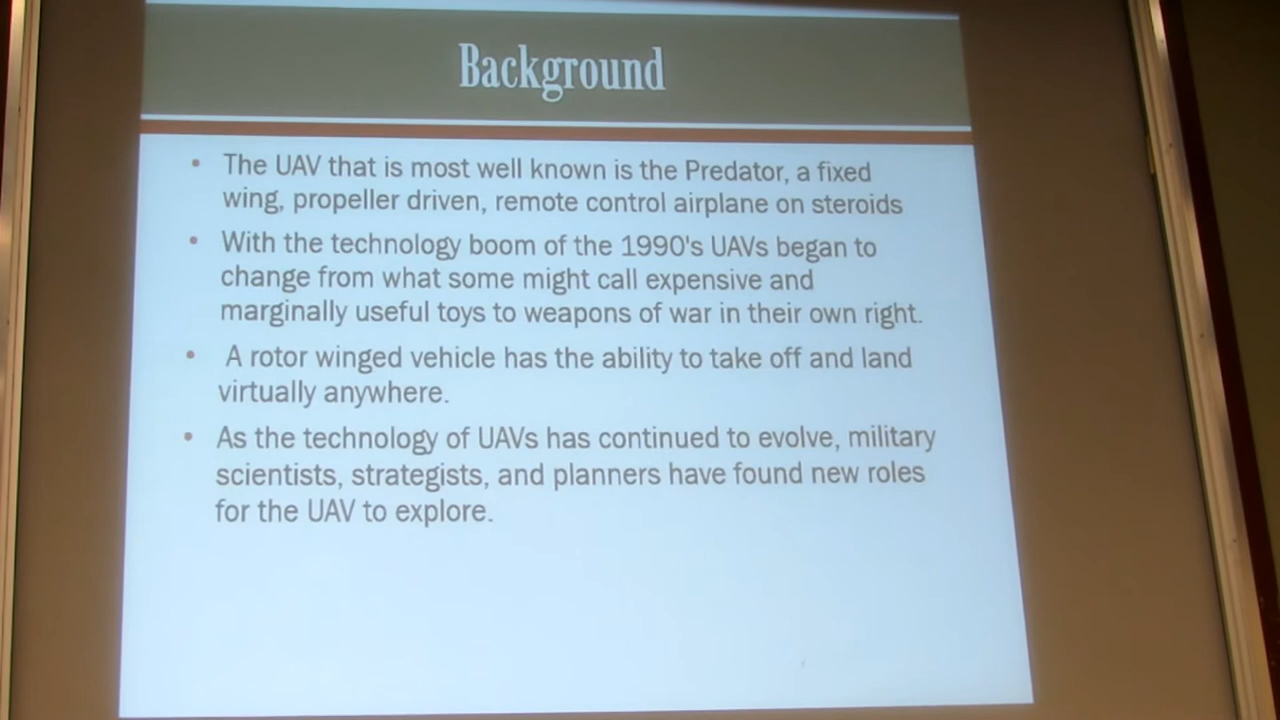 Background
• The UAV that is most well known is the Predator, a fixed
wing, propeller driven, remote control airplane on steroids
• With the technology boom of the 1990's UAVs began to
change from what some might call expensive and
marginally useful toys to weapons of war in their own right.
• A rotor winged vehicle has the ability to take off and land
virtually anywhere.
• As the technology of UAVs has continued to evolve, military
scientists, strategists, and planners have found new roles
for the UAV to explore.